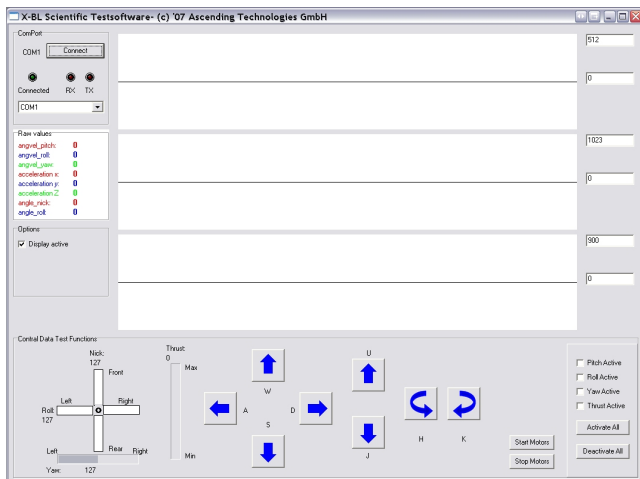 X-BL Scientific Testsoftware- (c) '07 Ascending Technologies GmbH
ComPort
COM1 Connect
Connected RX TX
COM1
512
0
Raw values
angvel_pitch: 0
angvel_roll: 0
angvel_yaw: 0
acceleration x: 0
acceleration y: 0
acceleration Z 0
angle_nick: 0
angle_roll: 0
1023
0
Options
Display active
900
0
Contral Data Test Functions
Nick:
127
Front
Left Right
Roll:
127
Rear
Left Right
Yaw: 127
Thrust:
0
Max
Min
W
A D
S
U
J
H K
Start Motors
Stop Motors
Pitch Active
Roll Active
Yaw Active
Thrust Active
Activate All
Deactivate All